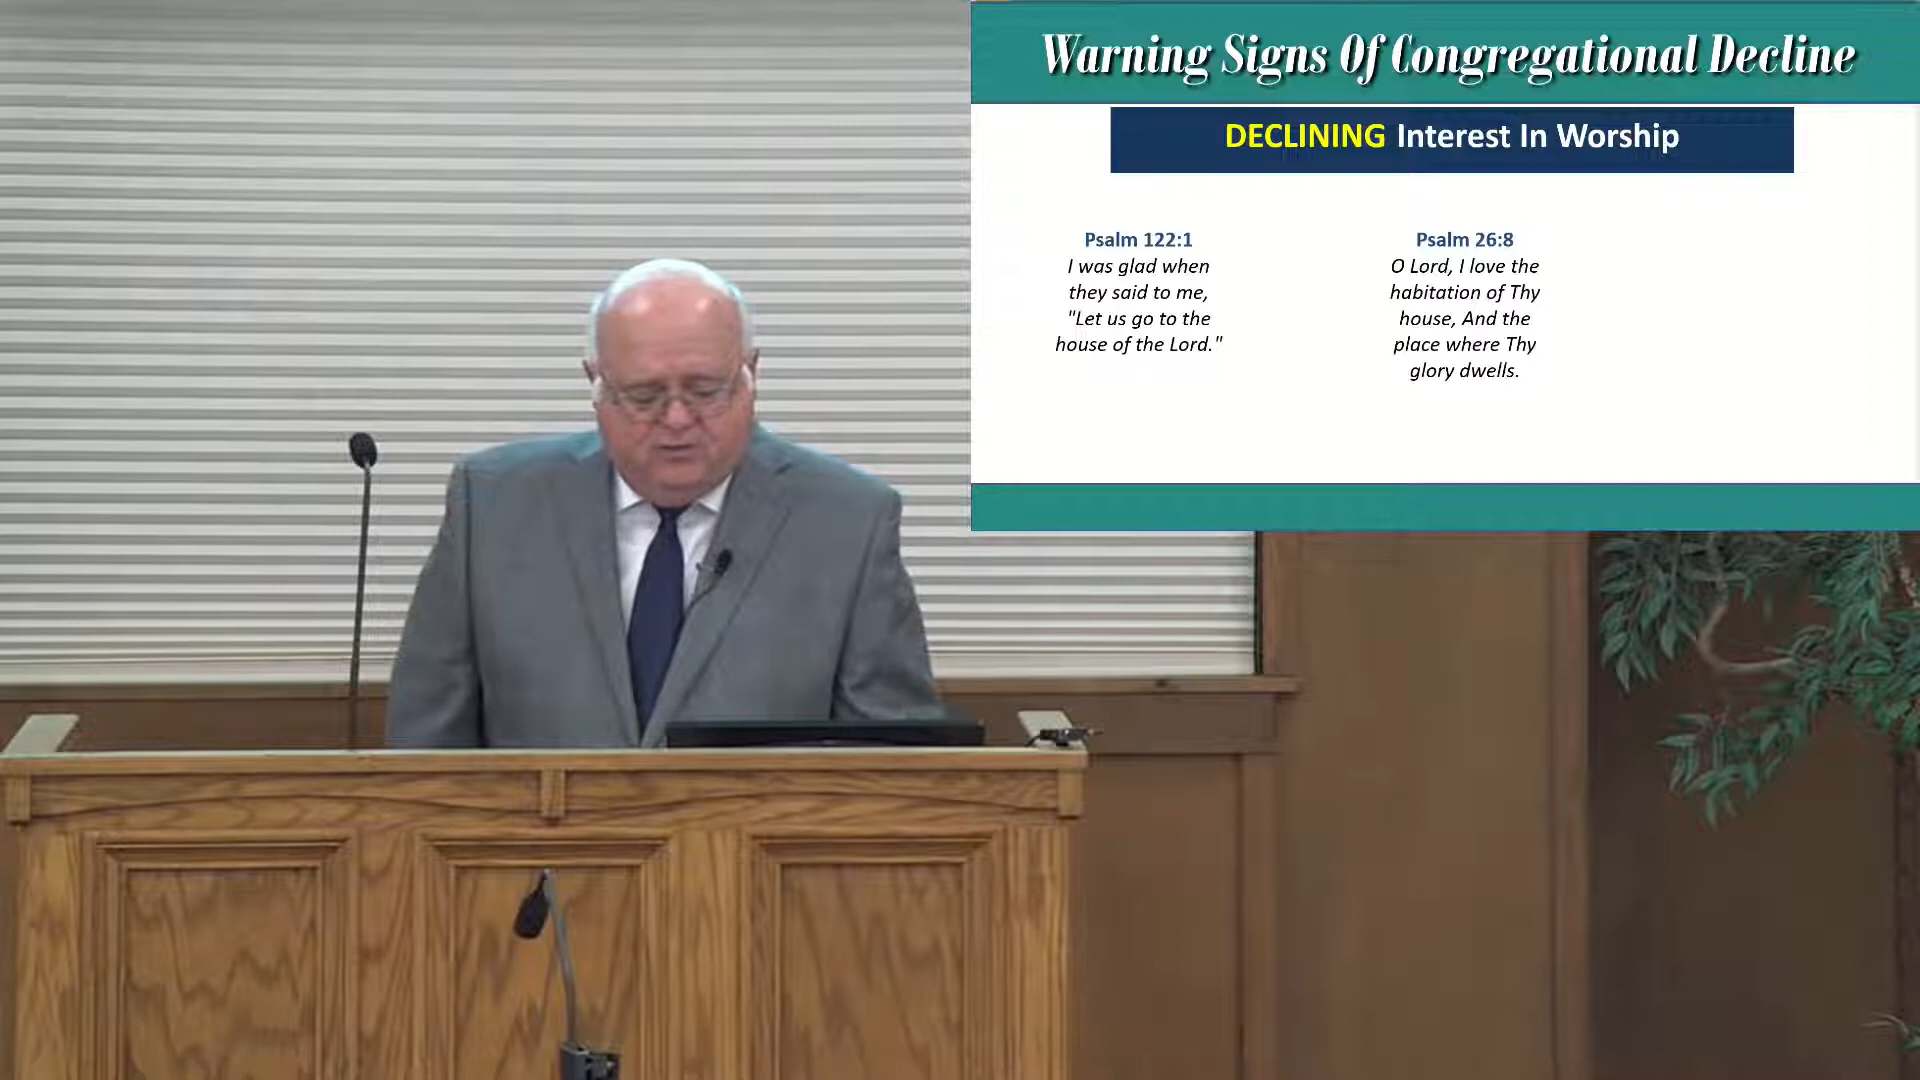 Warning Signs Of Congregational Decline
DECLINING Interest In Worship
Psalm 122:1
I was glad when
they said to me,
"Let us go to the
house of the Lord."
Psalm 26:8
O Lord, I love the
habitation of Thy
house, And the
place where Thy
glory dwells.